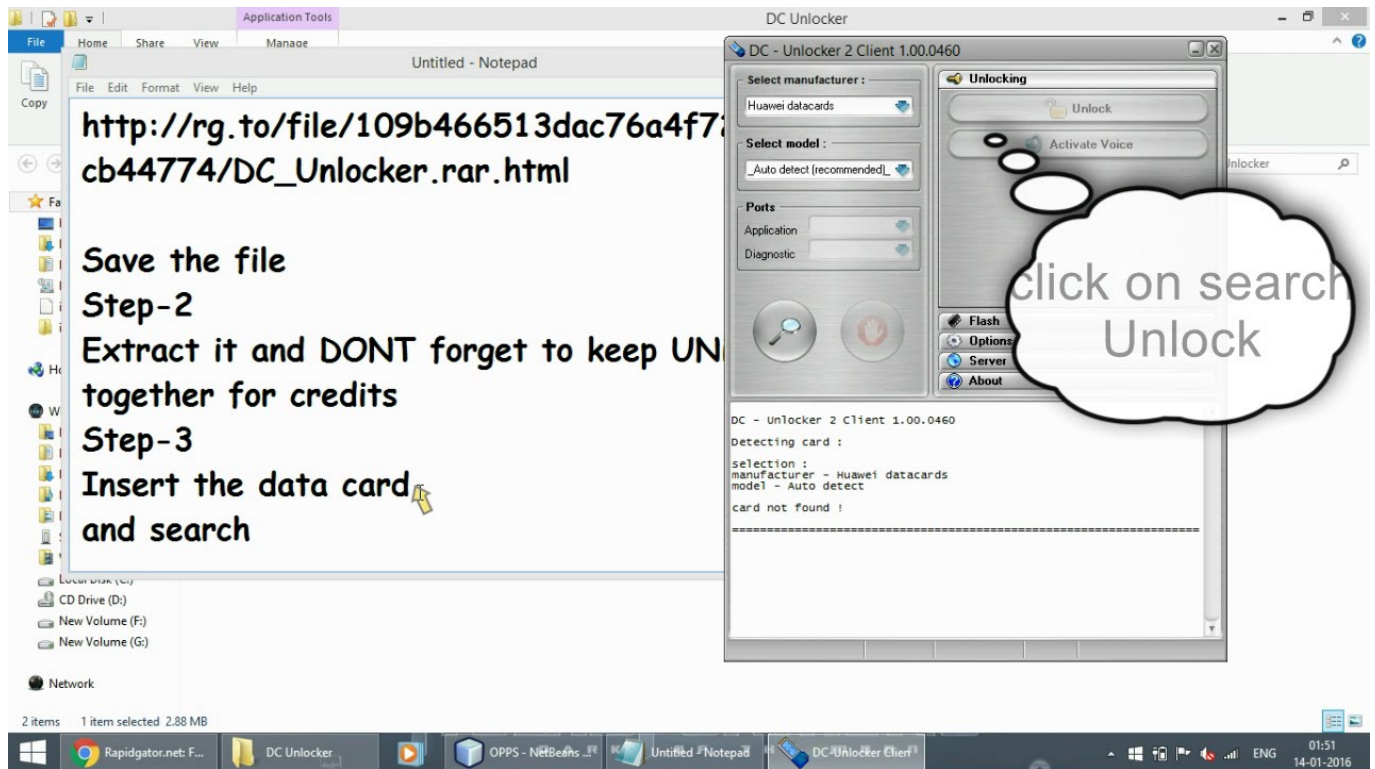 Application Tools
DC Unlocker
File
Home Share View Manage
Copy
Untitled - Notepad
File Edit Format View Help
http://rg.to/file/109b466513dac76a4f7
cb44774/DC_Unlocker.rar.html
Save the file
Step-2
Extract it and DONT forget to keep UN
together for credits
Step-3
Insert the data card
and search
DC - Unlocker 2 Client 1.00.0460
Select manufacturer :
Huawei datacards
Select model :
_Auto detect (recommended)_
Ports
Application
Diagnostic
Unlocking
Unlock
Activate Voice
Flash
Options
Server
About
click on search
Unlock
DC - Unlocker 2 Client 1.00.0460
Detecting card :
selection :
manufacturer - Huawei datacards
model - Auto detect
card not found !
===================================================================
nlocker
Fa
Local Disk (C:)
CD Drive (D:)
New Volume (F:)
New Volume (G:)
Network
2 items 1 item selected 2.88 MB
Rapidgator.net: F...
DC Unlocker
OPPS - NetBeans ...
Untitled - Notepad
DC-Unlocker Clien
ENG
01:51
14-01-2016